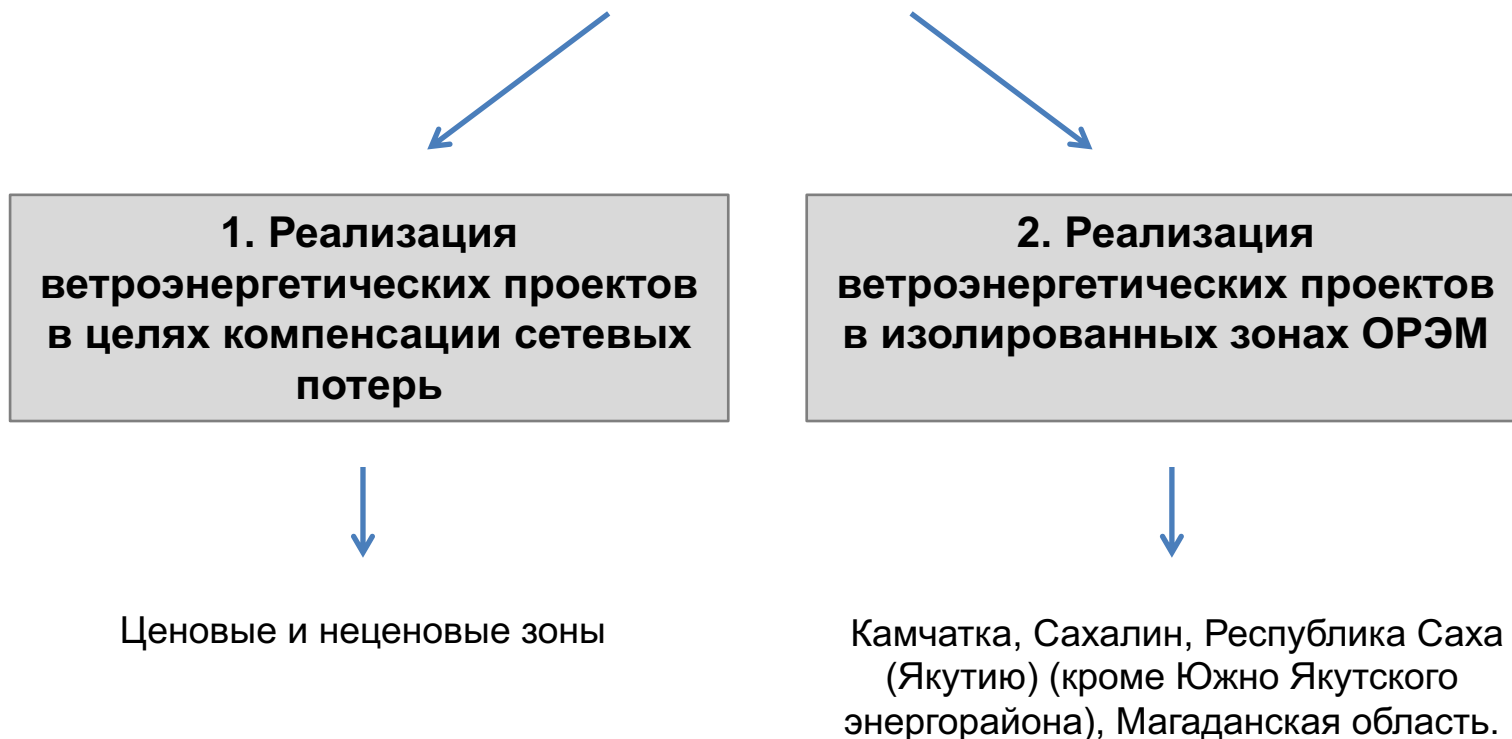 1. Реализация
ветроэнергетических проектов
в целях компенсации сетевых
потерь
2. Реализация
ветроэнергетических проектов
в изолированных зонах ОРЭМ
Ценовые и неценовые зоны
Камчатка, Сахалин, Республика Саха
(Якутию) (кроме Южно Якутского
энергорайона), Магаданская область.